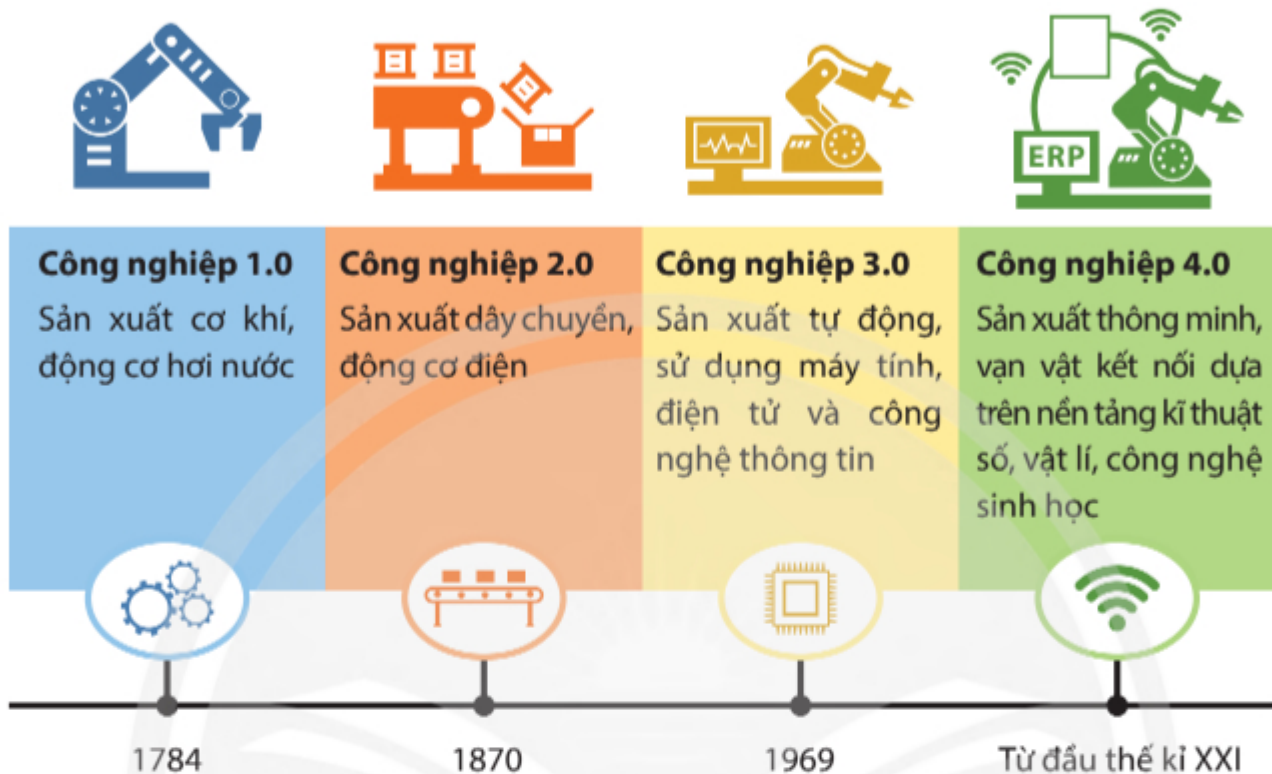 ERP
Công nghiệp 1.0
Sản xuất cơ khí,
động cơ hơi nước
Công nghiệp 2.0
Sản xuất dây chuyền,
động cơ điện
Công nghiệp 3.0
Sản xuất tự động,
sử dụng máy tính,
điện tử và công
nghệ thông tin
Công nghiệp 4.0
Sản xuất thông minh,
vạn vật kết nối dựa
trên nền tảng kĩ thuật
số, vật lí, công nghệ
sinh học
1784
1870
1969
Từ đầu thế kỉ XXI